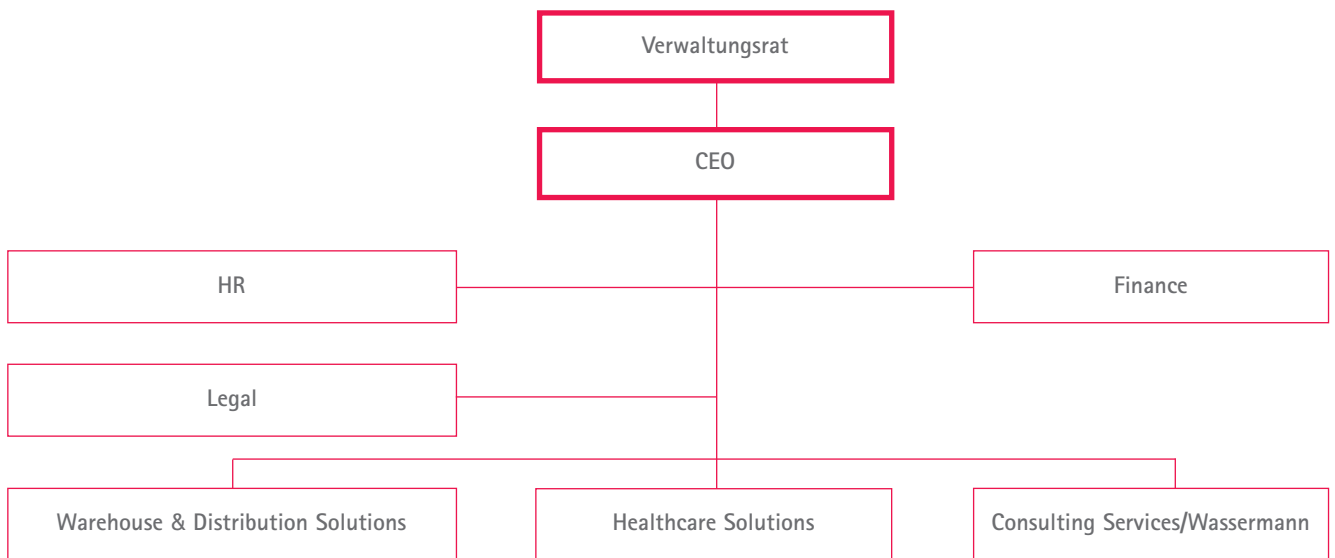 Verwaltungsrat
CEO
HR
Finance
Legal
Warehouse & Distribution Solutions
Healthcare Solutions
Consulting Services/Wassermann